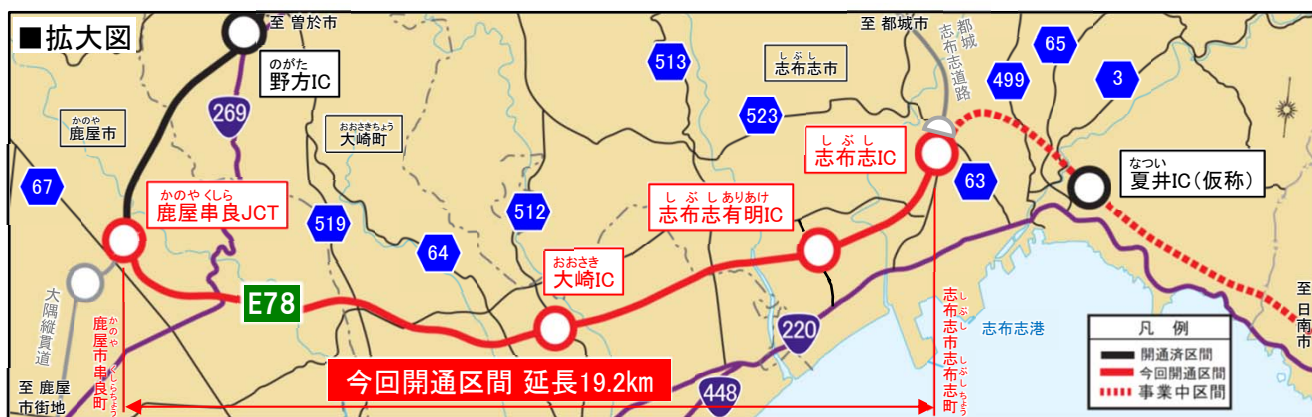 ■拡大図
至 曽於市
のがた
野方IC
かのや
鹿屋市
269
おおさきちょう
大崎町
513
しぶし
志布志市
523
至 都城市
都城
志布志道路
499
65
3
しぶし
志布志IC
63
なつい
夏井IC(仮称)
67
かのやくしら
鹿屋串良JCT
519
64
512
しぶしありあけ
志布志有明IC
おおさき
大崎IC
E78
大隅縦貫道
至 鹿屋
市街地
かのや くしらちょう
鹿屋市串良町
今回開通区間 延長19.2km
220
448
しぶし しぶしちょう
志布志市志布志町
志布志港
至 日南市
凡 例
開通済区間
今回開通区間
事業中区間